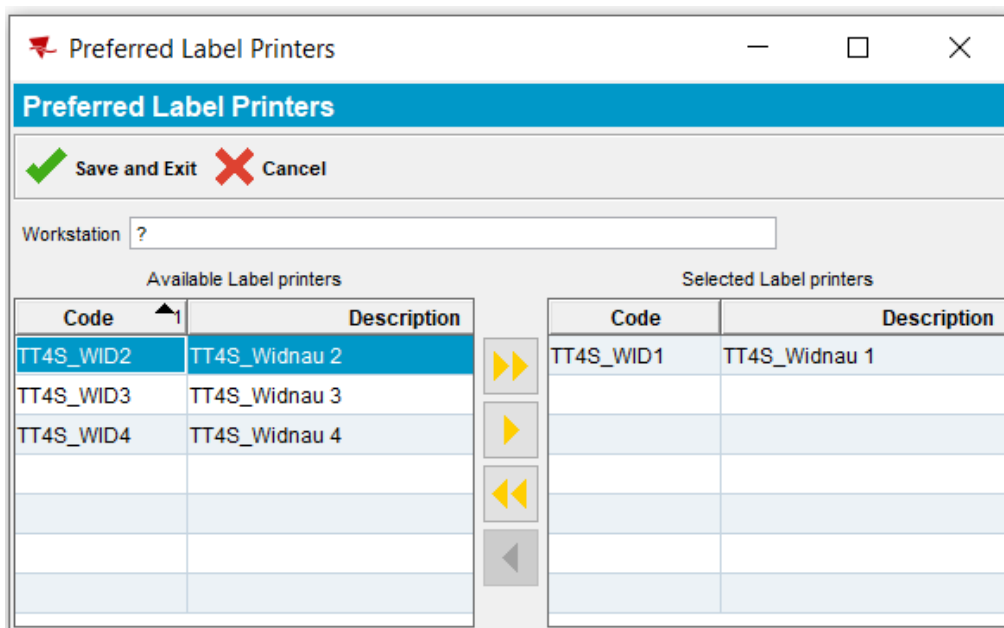 Preferred Label Printers
Preferred Label Printers
Save and Exit Cancel
Workstation ?
Available Label printers Selected Label printers
Code 1 Description Code Description
TT4S_WID2 TT4S_Widnau 2 TT4S_WID1 TT4S_Widnau 1
TT4S_WID3 TT4S_Widnau 3
TT4S_WID4 TT4S_Widnau 4